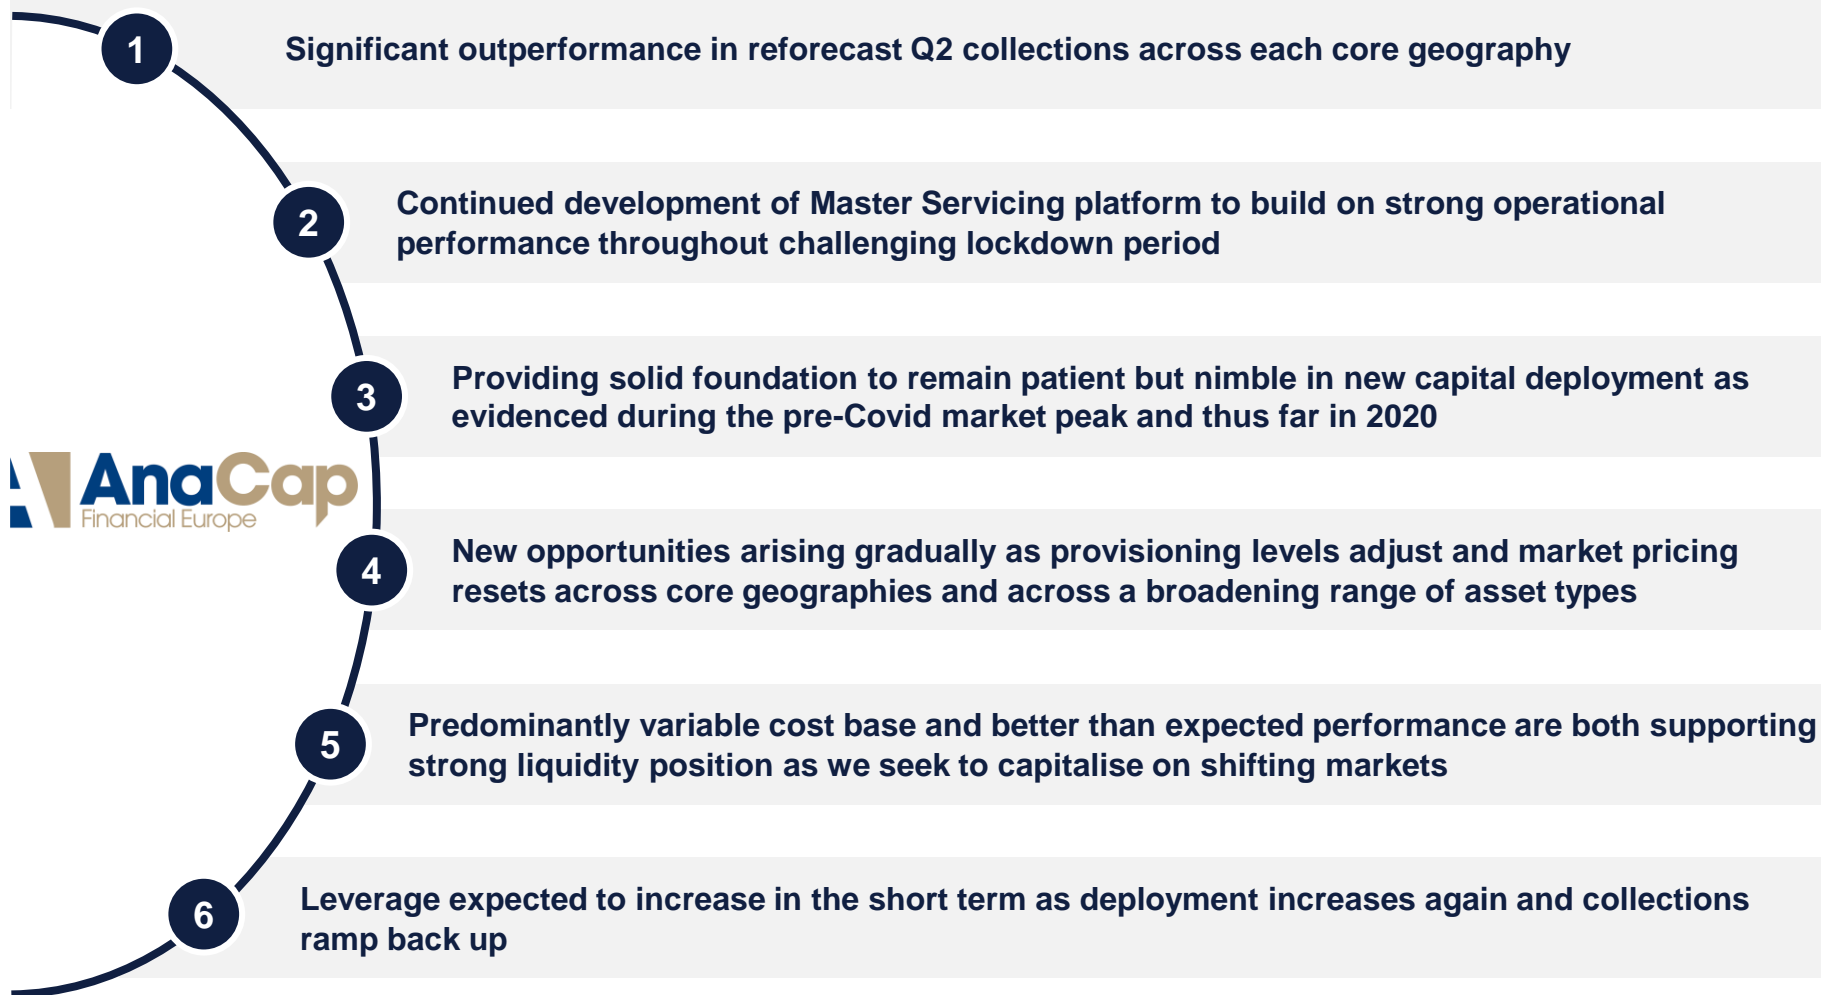 1
Significant outperformance in reforecast Q2 collections across each core geography
2
Continued development of Master Servicing platform to build on strong operational
performance throughout challenging lockdown period
3
Providing solid foundation to remain patient but nimble in new capital deployment as
evidenced during the pre-Covid market peak and thus far in 2020
AnaCap
Financial Europe
4
New opportunities arising gradually as provisioning levels adjust and market pricing
resets across core geographies and across a broadening range of asset types
5
Predominantly variable cost base and better than expected performance are both supporting
strong liquidity position as we seek to capitalise on shifting markets
6
Leverage expected to increase in the short term as deployment increases again and collections
ramp back up